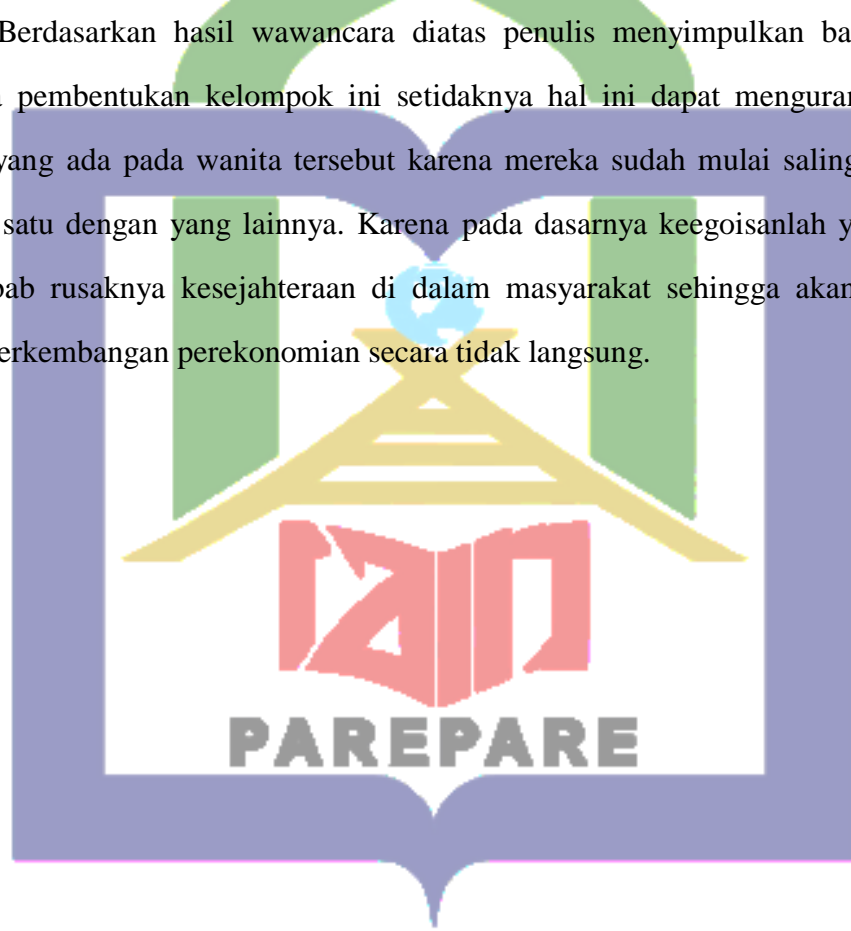 Berdasarkan hasil wawancara diatas penulis menyimpulkan ba
pembentukan kelompok ini setidaknya hal ini dapat menguran
yang ada pada wanita tersebut karena mereka sudah mulai saling
satu dengan yang lainnya. Karena pada dasarnya keegoisanlah y
bab rusaknya kesejahteraan di dalam masyarakat sehingga akan
erkembangan perekonomian secara tidak langsung.
iain
PAREPARE